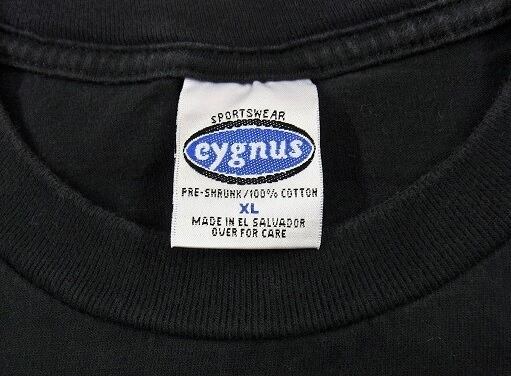 SPORTSWEAR
cygnus
PRE-SHRUNK/100% COTTON
XL
MADE IN EL SALVADOR
OVER FOR CARE